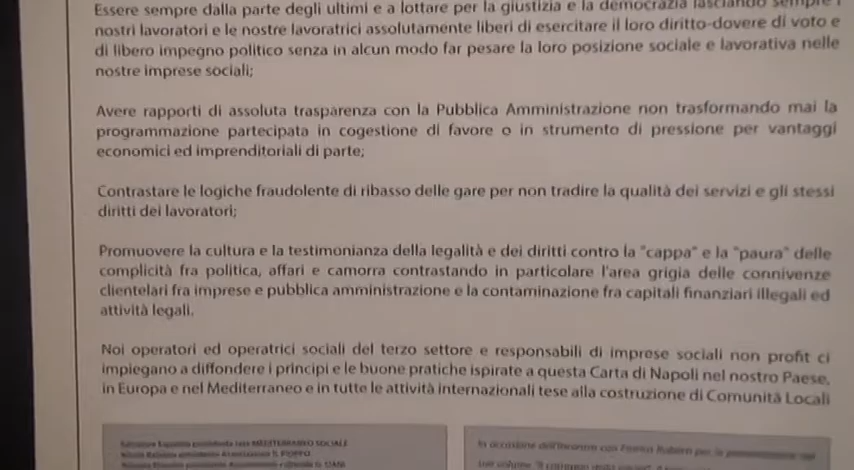 Essere sempre dalla parte degli ultimi e a lottare per la giustizia e la democrazia lasciando sempre i
nostri lavoratori e le nostre lavoratrici assolutamente liberi di esercitare il loro diritto-dovere di voto e
di libero impegno politico senza in alcun modo far pesare la loro posizione sociale e lavorativa nelle
nostre imprese sociali;
Avere rapporti di assoluta trasparenza con la Pubblica Amministrazione non trasformando mai la
programmazione partecipata in cogestione di favore o in strumento di pressione per vantaggi
economici ed imprenditoriali di parte;
Contrastare le logiche fraudolente di ribasso delle gare per non tradire la qualità dei servizi e gli stessi
diritti dei lavoratori;
Promuovere la cultura e la testimonianza della legalità e dei diritti contro la "cappa" e la "paura" delle
complicità fra politica, affari e camorra contrastando in particolare l'area grigia delle connivenze
clientelari fra imprese e pubblica amministrazione e la contaminazione fra capitali finanziari illegali ed
attività legali.
Noi operatori ed operatrici sociali del terzo settore e responsabili di imprese sociali non profit ci
impiegano a diffondere i principi e le buone pratiche ispirate a questa Carta di Napoli nel nostro Paese,
in Europa e nel Mediterraneo e in tutte le attività internazionali tese alla costruzione di Comunità Locali
MEDITERRANEO SOCIALE
In occasione dell'incontro con